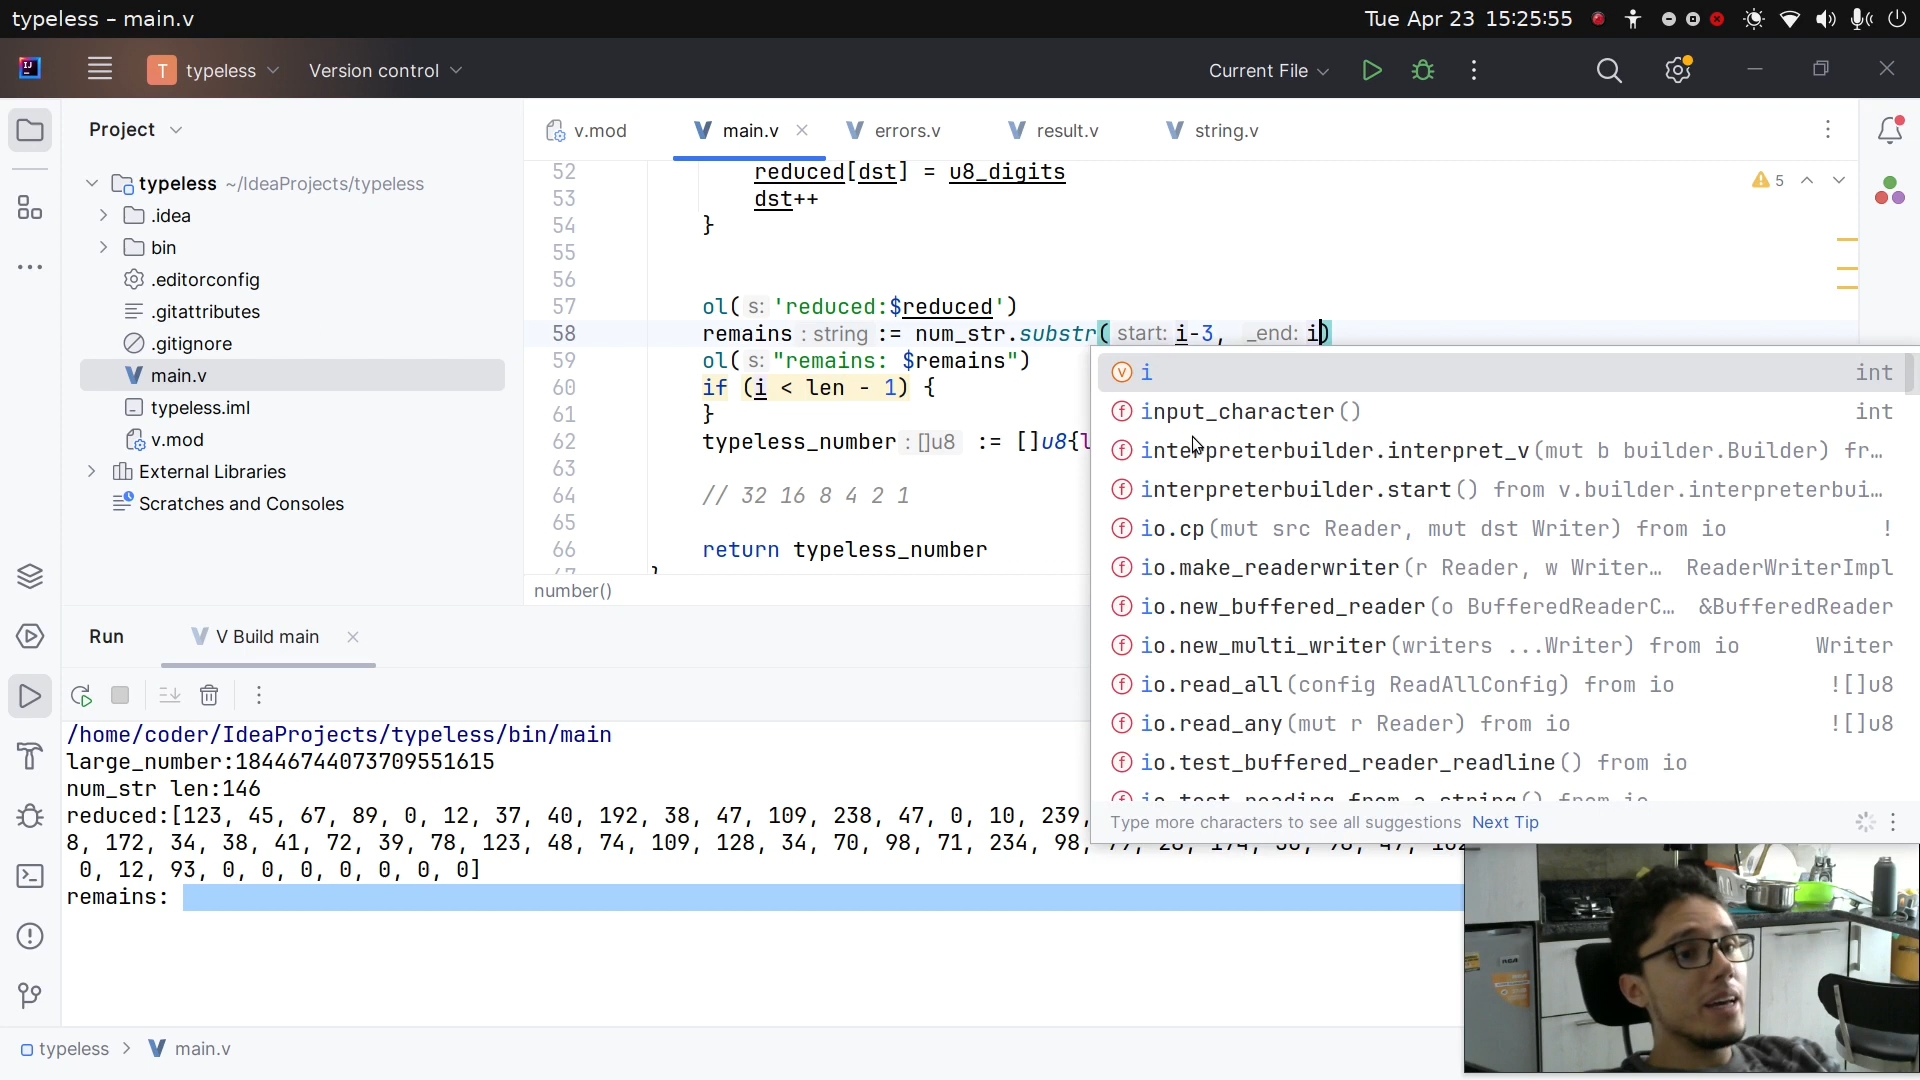 typeless – main.v
Tue Apr 23 15:25:55
T typeless
Version control
Current File
Project
v.mod
main.v
errors.v
result.v
string.v
typeless ~/IdeaProjects/typeless
.idea
bin
.editorconfig
.gitattributes
.gitignore
main.v
typeless.iml
v.mod
External Libraries
Scratches and Consoles
5
52 reduced[dst] = u8_digits
53 dst++
54 }
55
56
57 ol( s: 'reduced:$reduced')
58 remains : string := num_str.substr( start: i-3, _end: i)
59 ol( s: "remains: $remains")
60 if (i < len - 1) {
61 }
62 typeless_number : []u8 := []u8{l
63
64 // 32 16 8 4 2 1
65
66 return typeless_number
number()
i int
input_character() int
interpreterbuilder.interpret_v(mut b builder.Builder) fr…
interpreterbuilder.start() from v.builder.interpreterbui…
io.cp(mut src Reader, mut dst Writer) from io !
io.make_readerwriter(r Reader, w Writer… ReaderWriterImpl
io.new_buffered_reader(o BufferedReaderC… &BufferedReader
io.new_multi_writer(writers ...Writer) from io Writer
io.read_all(config ReadAllConfig) from io ![]u8
io.read_any(mut r Reader) from io ![]u8
io.test_buffered_reader_readline() from io
Type more characters to see all suggestions Next Tip
Run
V Build main
/home/coder/IdeaProjects/typeless/bin/main
large_number:18446744073709551615
num_str len:146
reduced:[123, 45, 67, 89, 0, 12, 37, 40, 192, 38, 47, 109, 238, 47, 0, 10, 239,
8, 172, 34, 38, 41, 72, 39, 78, 123, 48, 74, 109, 128, 34, 70, 98, 71, 234, 98,
0, 12, 93, 0, 0, 0, 0, 0, 0, 0]
remains:
typeless > main.v